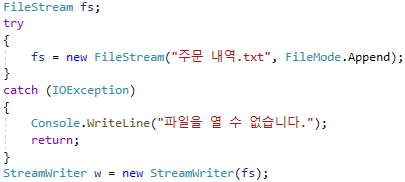 FileStream fs;
try
{
    fs = new FileStream("주문 내역.txt", FileMode.Append);
}
catch (IOException)
{
    Console.WriteLine("파일을 열 수 없습니다.");
    return;
}
StreamWriter w = new StreamWriter(fs);